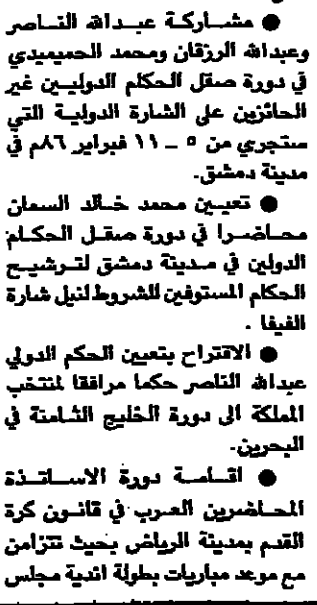 ● مشاركة عبدالله الناصر
وعبدالله الرزقان ومحمد الحميميدي
في دورة صقل الحكام الدوليين غير
الحائزين على الشارة الدولية التي
ستجري من ٥ ــ ١١ فبراير ٨٦م في
مدينة دمشق.
● تعيين محمد خالد السمان
محاضرا في دورة صقل الحكام
الدولين في مدينة دمشق لترشيح
الحكام المستوفين للشروط لنيل شارة
الفيفا .
● الاقتراح بتعيين الحكم الدولي
عبدالله الناصر حكما مرافقا لمنتخب
المملكة الى دورة الخليج الثامنة في
البحرين.
● اقامة دورة الاساتذة
المحاضرين العرب في قانون كرة
القدم بمدينة الرياض بحيث تتزامن
مع موعد مباريات بطولة اندية مجلس